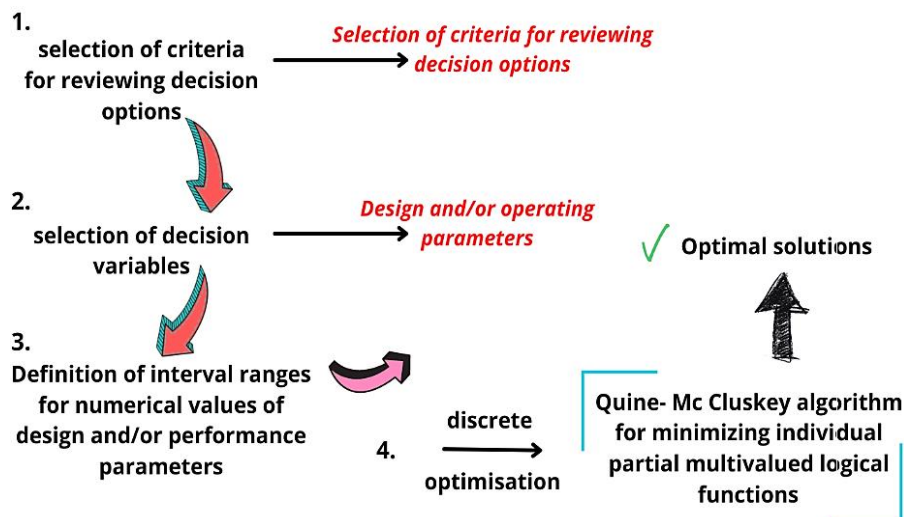 1.
selection of criteria
for reviewing decision
options
Selection of criteria for reviewing
decision options
2.
selection of decision
variables
Design and/or operating
parameters
Optimal solutions
3.
Definition of interval ranges
for numerical values of
design and/or performance
parameters
4.
discrete
optimisation
Quine- Mc Cluskey algorithm
for minimizing individual
partial multivalued logical
functions